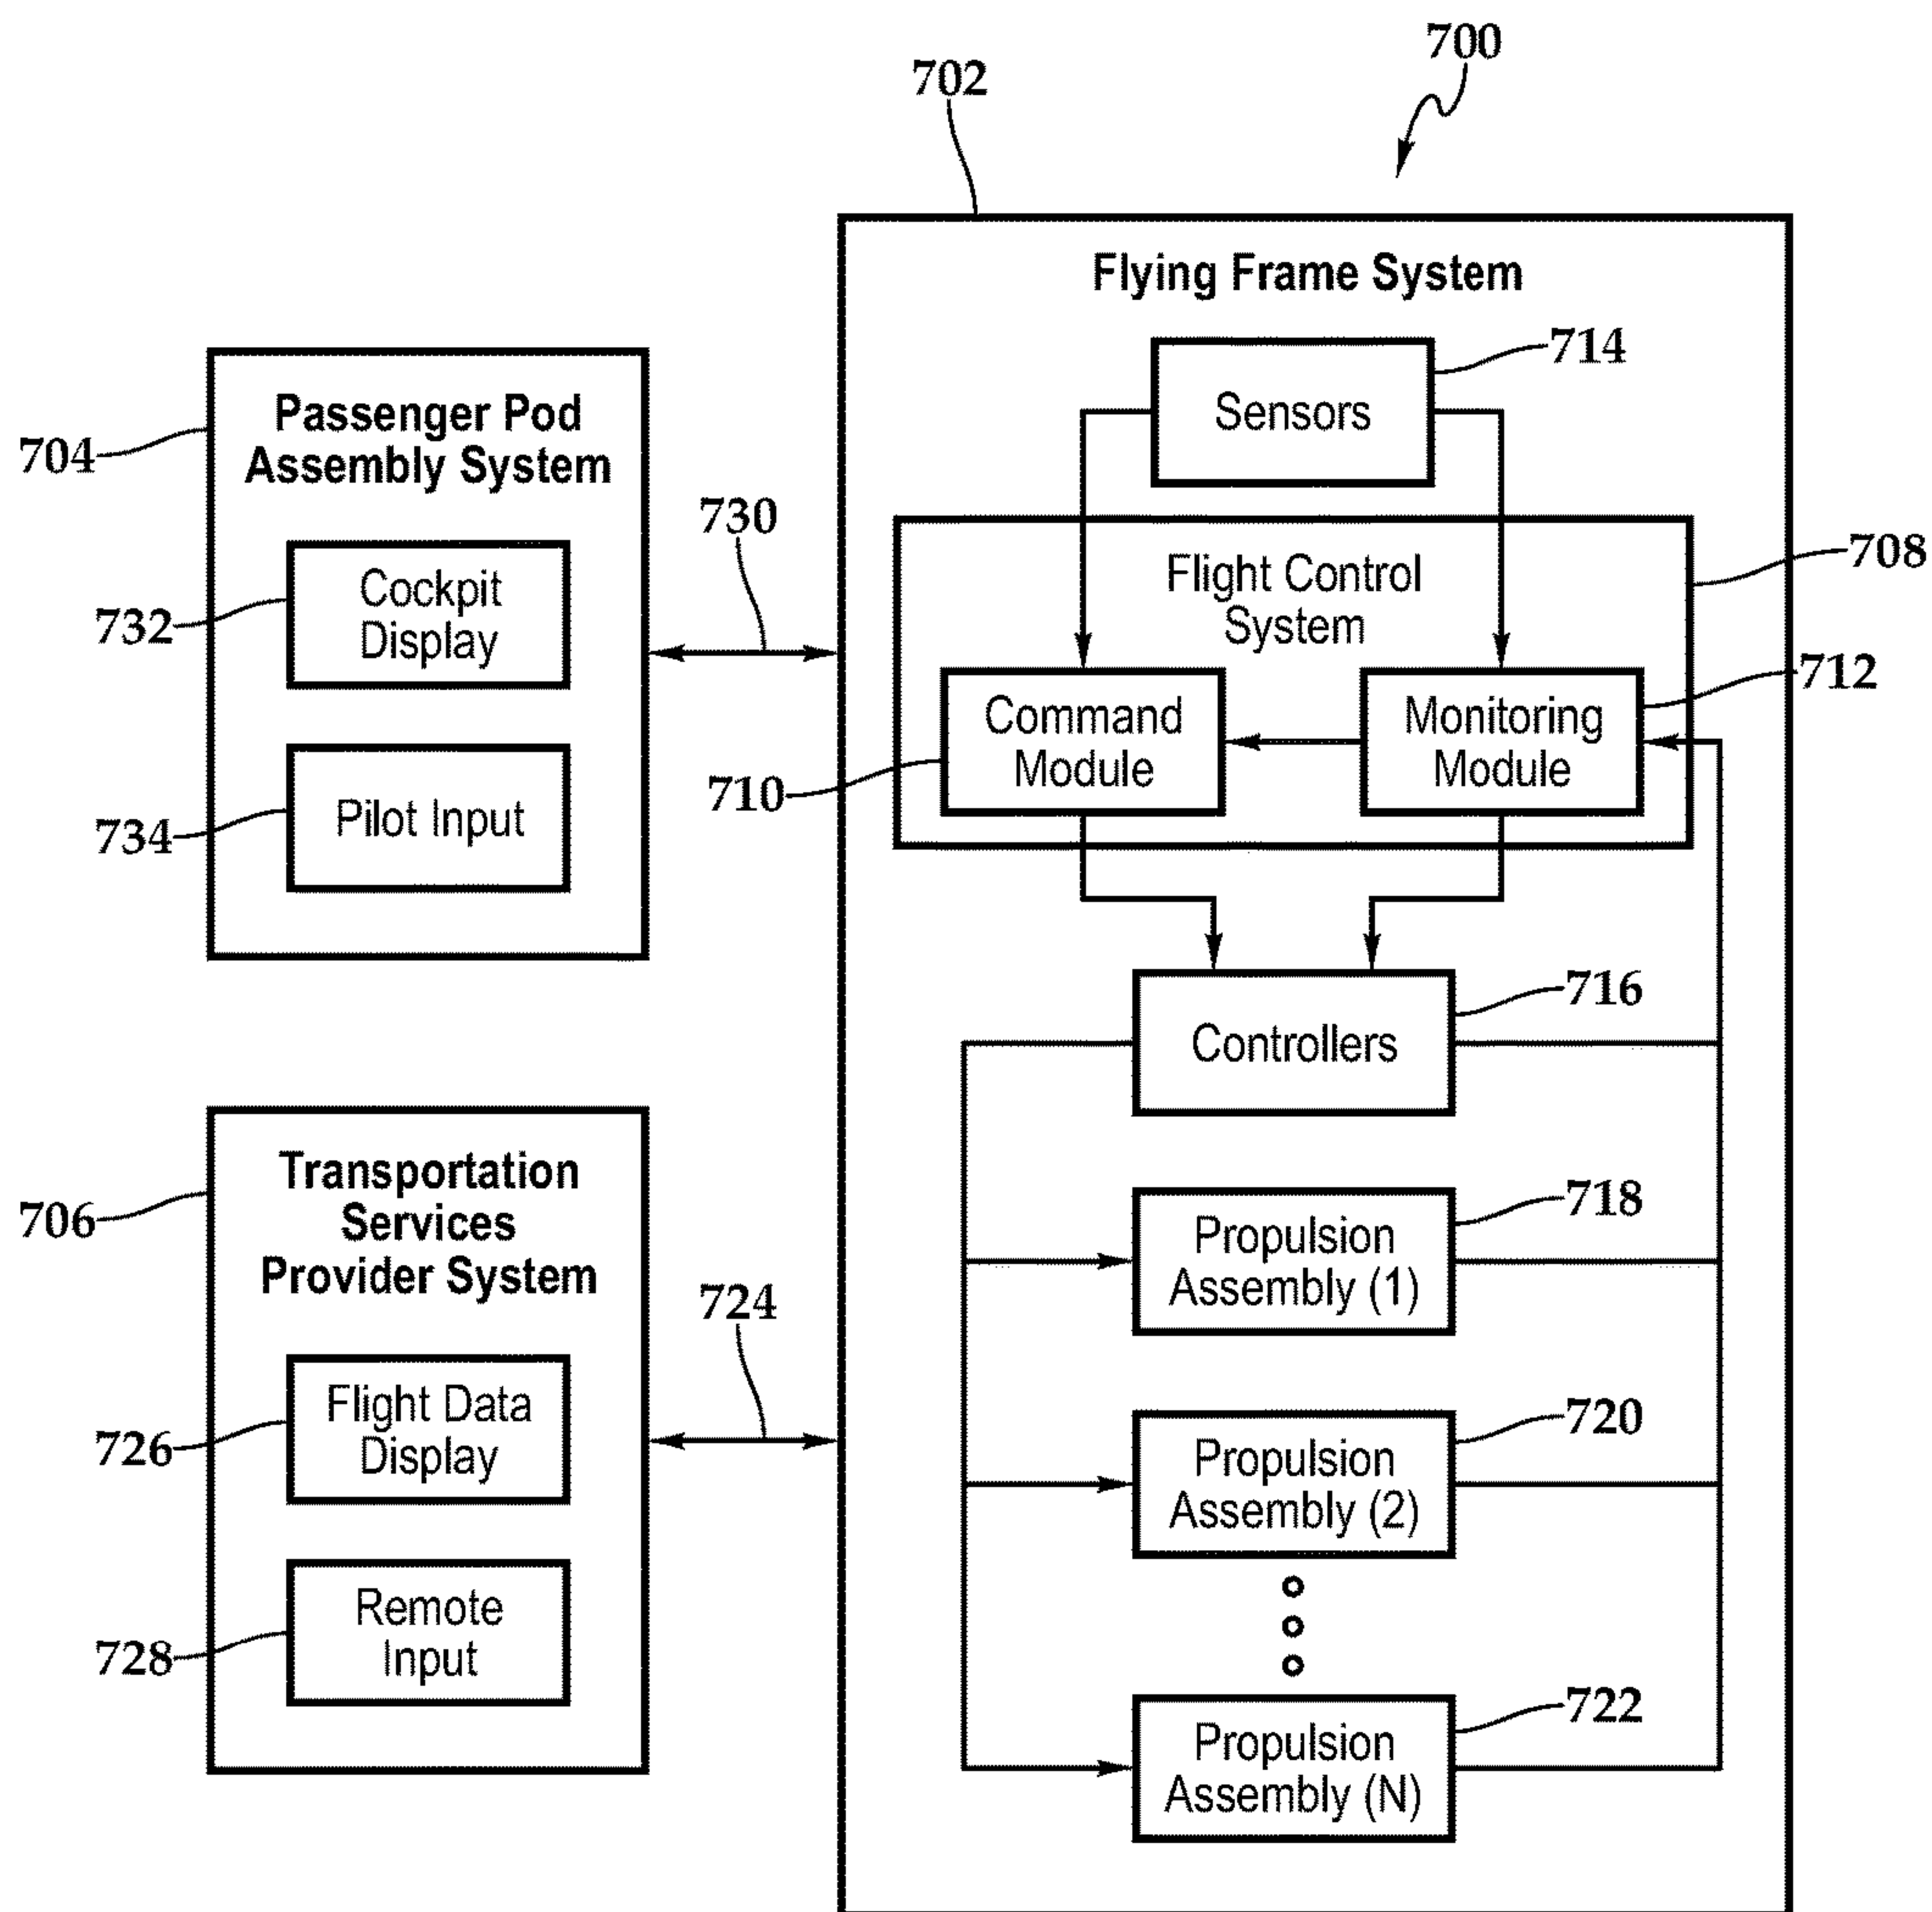 700
702
Flying Frame System
714
Sensors
704
Passenger Pod
Assembly System
732
Cockpit
Display
734
Pilot Input
730
708
Flight Control
System
712
Command
Module
710
Monitoring
Module
716
Controllers
706
Transportation
Services
Provider System
726
Flight Data
Display
728
Remote
Input
724
718
Propulsion
Assembly (1)
720
Propulsion
Assembly (2)
722
Propulsion
Assembly (N)